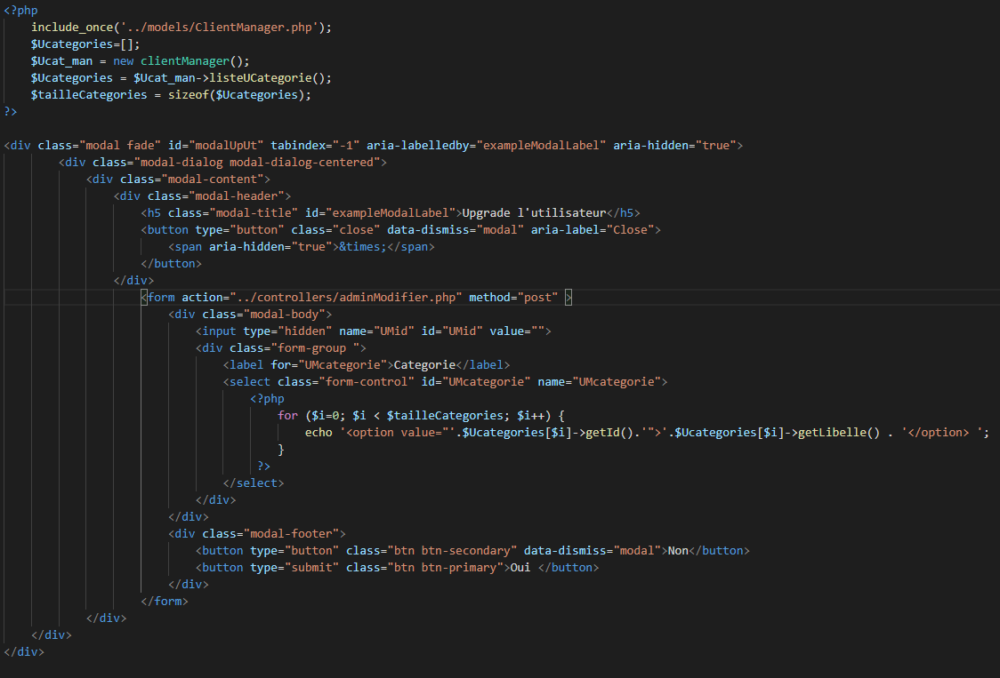 <?php
include_once('../models/ClientManager.php');
$Ucategories=[];
$Ucat_man = new clientManager();
$Ucategories = $Ucat_man->listeUCategorie();
$tailleCategories = sizeof($Ucategories);
?>
<div class="modal fade" id="modalUpUt" tabindex="-1" aria-labelledby="exampleModalLabel" aria-hidden="true">
<div class="modal-dialog modal-dialog-centered">
<div class="modal-content">
<div class="modal-header">
<h5 class="modal-title" id="exampleModalLabel">Upgrade l'utilisateur</h5>
<button type="button" class="close" data-dismiss="modal" aria-label="Close">
<span aria-hidden="true">&times;</span>
</button>
</div>
<form action="../controllers/adminModifier.php" method="post" >
<div class="modal-body">
<input type="hidden" name="UMid" id="UMid" value="">
<div class="form-group ">
<label for="UMcategorie">Categorie</label>
<select class="form-control" id="UMcategorie" name="UMcategorie">
<?php
for ($i=0; $i < $tailleCategories; $i++) {
echo '<option value="'.$Ucategories[$i]->getId().'">'.$Ucategories[$i]->getLibelle() . '</option> ';
}
?>
</select>
</div>
</div>
<div class="modal-footer">
<button type="button" class="btn btn-secondary" data-dismiss="modal">Non</button>
<button type="submit" class="btn btn-primary">Oui </button>
</div>
</form>
</div>
</div>
</div>